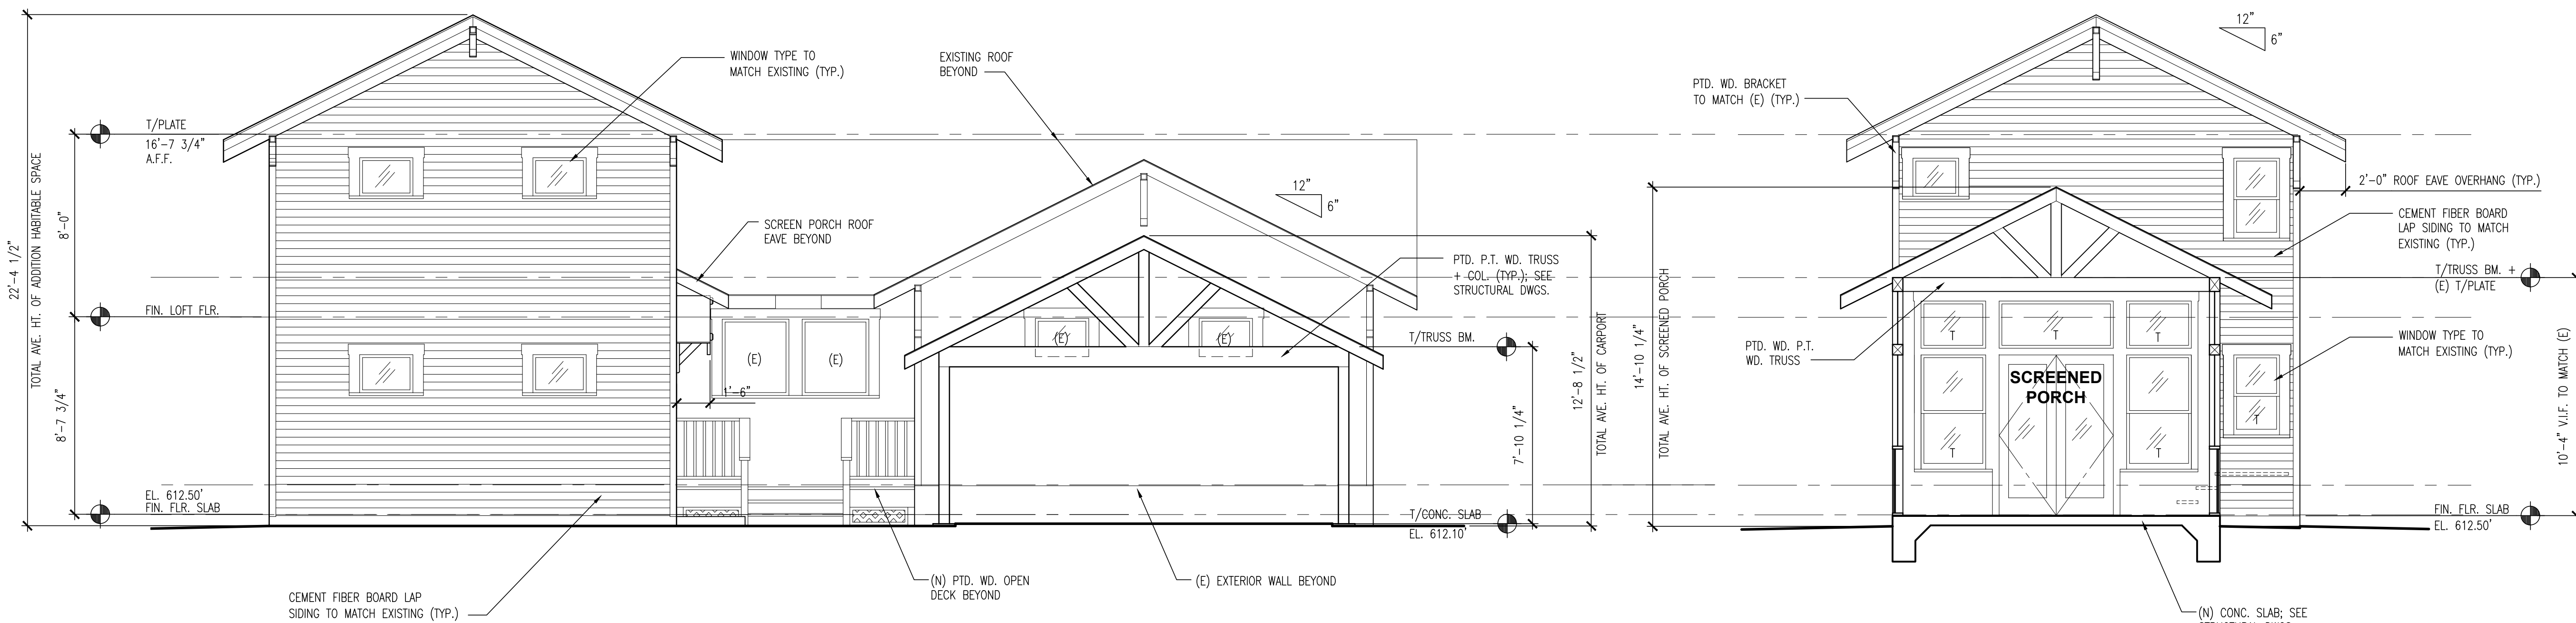 22'-4 1/2"
TOTAL AVE. HT. OF ADDITION HABITABLE SPACE
T/PLATE
16'-7 3/4"
A.F.F.
8'-0"
FIN. LOFT FLR.
8'-7 3/4"
EL. 612.50'
FIN. FLR. SLAB
CEMENT FIBER BOARD LAP
SIDING TO MATCH EXISTING (TYP.)
WINDOW TYPE TO
MATCH EXISTING (TYP.)
EXISTING ROOF
BEYOND
SCREEN PORCH ROOF
EAVE BEYOND
12"
6"
(E)
(E)
1'-6"
(E)
(E)
PTD. P.T. WD. TRUSS
+ COL. (TYP.); SEE
STRUCTURAL DWGS.
T/TRUSS BM.
7'-10 1/4"
12'-8 1/2"
TOTAL AVE. HT. OF CARPORT
T/CONC. SLAB
EL. 612.10'
(N) PTD. WD. OPEN
DECK BEYOND
(E) EXTERIOR WALL BEYOND
14'-10 1/4"
TOTAL AVE. HT. OF SCREENED PORCH
12"
6"
PTD. WD. BRACKET
TO MATCH (E) (TYP.)
2'-0" ROOF EAVE OVERHANG (TYP.)
CEMENT FIBER BOARD
LAP SIDING TO MATCH
EXISTING (TYP.)
T/TRUSS BM. +
(E) T/PLATE
PTD. WD. P.T.
WD. TRUSS
WINDOW TYPE TO
MATCH EXISTING (TYP.)
T
T
T
SCREENED
PORCH
T
T
T
10'-4" V.I.F. TO MATCH (E)
FIN. FLR. SLAB
EL. 612.50'
(N) CONC. SLAB; SEE